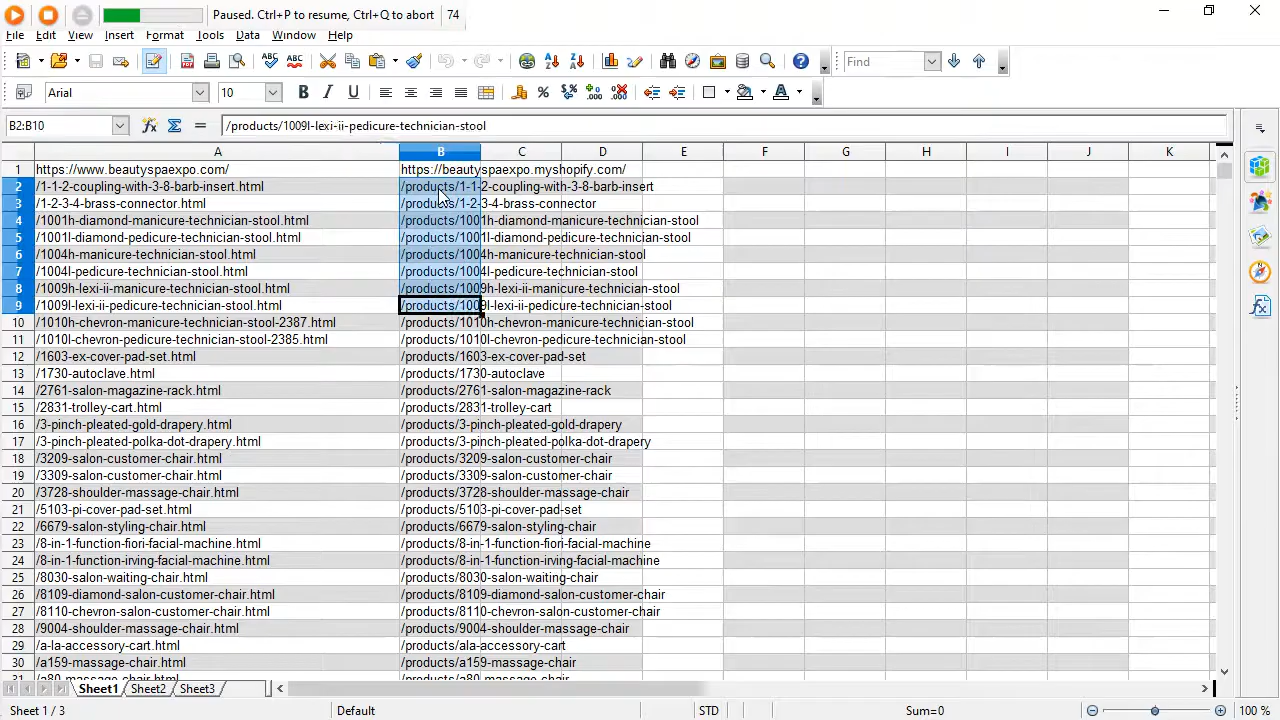 Paused. Ctrl+P to resume, Ctrl+Q to abort 74
File Edit View Insert Format Tools Data Window Help
Find
Arial 10
B2:B10 /products/1009l-lexi-ii-pedicure-technician-stool
A B C D E F G H I J K
1 https://www.beautyspaexpo.com/ https://beautyspaexpo.myshopify.com/
2 /1-1-2-coupling-with-3-8-barb-insert.html /products/1-1-2-coupling-with-3-8-barb-insert
3 /1-2-3-4-brass-connector.html /products/1-2-3-4-brass-connector
4 /1001h-diamond-manicure-technician-stool.html /products/1001h-diamond-manicure-technician-stool
5 /1001l-diamond-pedicure-technician-stool.html /products/1001l-diamond-pedicure-technician-stool
6 /1004h-manicure-technician-stool.html /products/1004h-manicure-technician-stool
7 /1004l-pedicure-technician-stool.html /products/1004l-pedicure-technician-stool
8 /1009h-lexi-ii-manicure-technician-stool.html /products/1009h-lexi-ii-manicure-technician-stool
9 /1009l-lexi-ii-pedicure-technician-stool.html /products/1009l-lexi-ii-pedicure-technician-stool
10 /1010h-chevron-manicure-technician-stool-2387.html /products/1010h-chevron-manicure-technician-stool
11 /1010l-chevron-pedicure-technician-stool-2385.html /products/1010l-chevron-pedicure-technician-stool
12 /1603-ex-cover-pad-set.html /products/1603-ex-cover-pad-set
13 /1730-autoclave.html /products/1730-autoclave
14 /2761-salon-magazine-rack.html /products/2761-salon-magazine-rack
15 /2831-trolley-cart.html /products/2831-trolley-cart
16 /3-pinch-pleated-gold-drapery.html /products/3-pinch-pleated-gold-drapery
17 /3-pinch-pleated-polka-dot-drapery.html /products/3-pinch-pleated-polka-dot-drapery
18 /3209-salon-customer-chair.html /products/3209-salon-customer-chair
19 /3309-salon-customer-chair.html /products/3309-salon-customer-chair
20 /3728-shoulder-massage-chair.html /products/3728-shoulder-massage-chair
21 /5103-pi-cover-pad-set.html /products/5103-pi-cover-pad-set
22 /6679-salon-styling-chair.html /products/6679-salon-styling-chair
23 /8-in-1-function-fiori-facial-machine.html /products/8-in-1-function-fiori-facial-machine
24 /8-in-1-function-irving-facial-machine.html /products/8-in-1-function-irving-facial-machine
25 /8030-salon-waiting-chair.html /products/8030-salon-waiting-chair
26 /8109-diamond-salon-customer-chair.html /products/8109-diamond-salon-customer-chair
27 /8110-chevron-salon-customer-chair.html /products/8110-chevron-salon-customer-chair
28 /9004-shoulder-massage-chair.html /products/9004-shoulder-massage-chair
29 /a-la-accessory-cart.html /products/ala-accessory-cart
30 /a159-massage-chair.html /products/a159-massage-chair
31 /a80-massage-chair.html /products/a80-massage-chair
Sheet1 Sheet2 Sheet3
Sheet 1 / 3 Default STD Sum=0 100 %